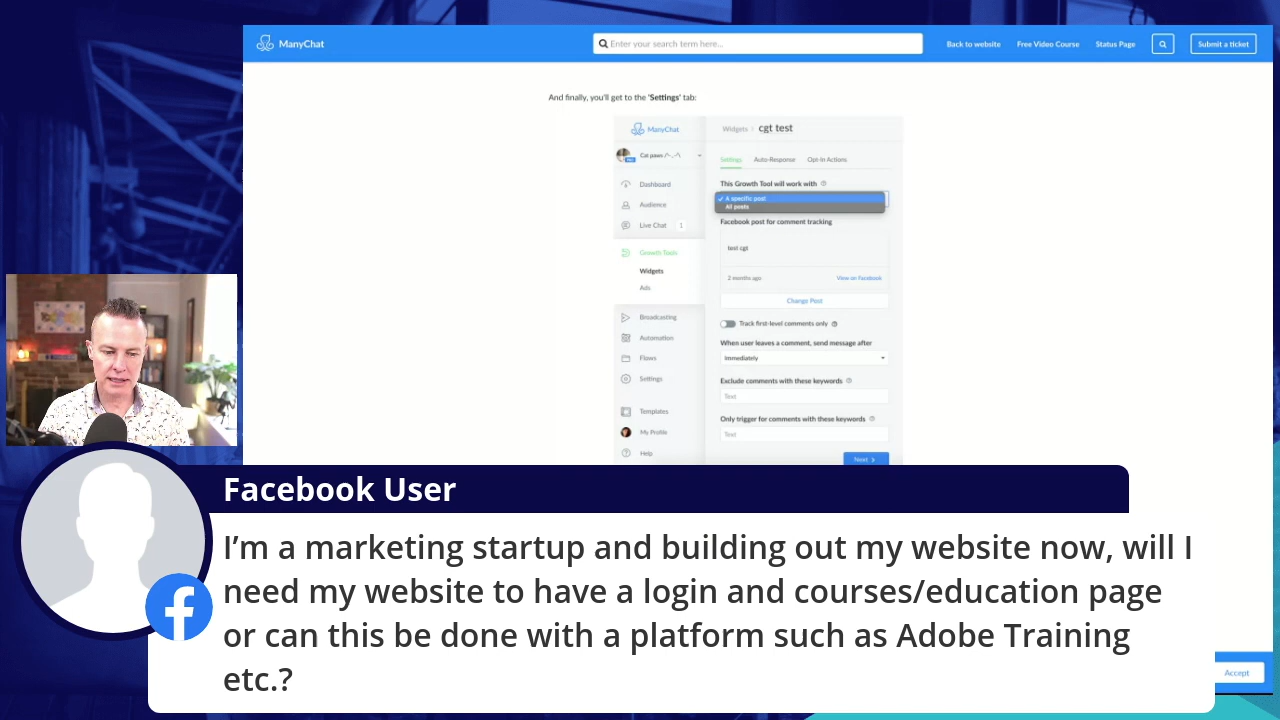 ManyChat
Enter your search term here...
Back to website
Free Video Course
Status Page
Submit a ticket
And finally, you'll get to the 'Settings' tab:
ManyChat
Widgets
cgt test
Cat paws
PRO
Settings
Auto-Response
Opt-In Actions
Dashboard
Audience
Live Chat
1
Growth Tools
Widgets
Ads
Broadcasting
Automation
Flows
Settings
Templates
My Profile
Help
This Growth Tool will work with
A specific post
All posts
Facebook post for comment tracking
test cgt
2 months ago
View on Facebook
Change Post
Track first-level comments only
When user leaves a comment, send message after
Immediately
Exclude comments with these keywords
Text
Only trigger for comments with these keywords
Text
Next
Facebook User
I’m a marketing startup and building out my website now, will I
need my website to have a login and courses/education page
or can this be done with a platform such as Adobe Training
etc.?
Accept